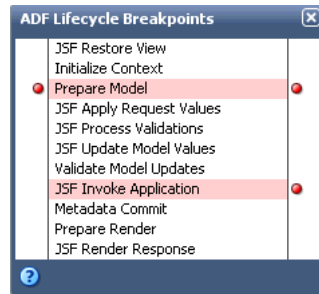 ADF Lifecycle Breakpoints
JSF Restore View
Initialize Context
Prepare Model
JSF Apply Request Values
JSF Process Validations
JSF Update Model Values
Validate Model Updates
JSF Invoke Application
Metadata Commit
Prepare Render
JSF Render Response
?